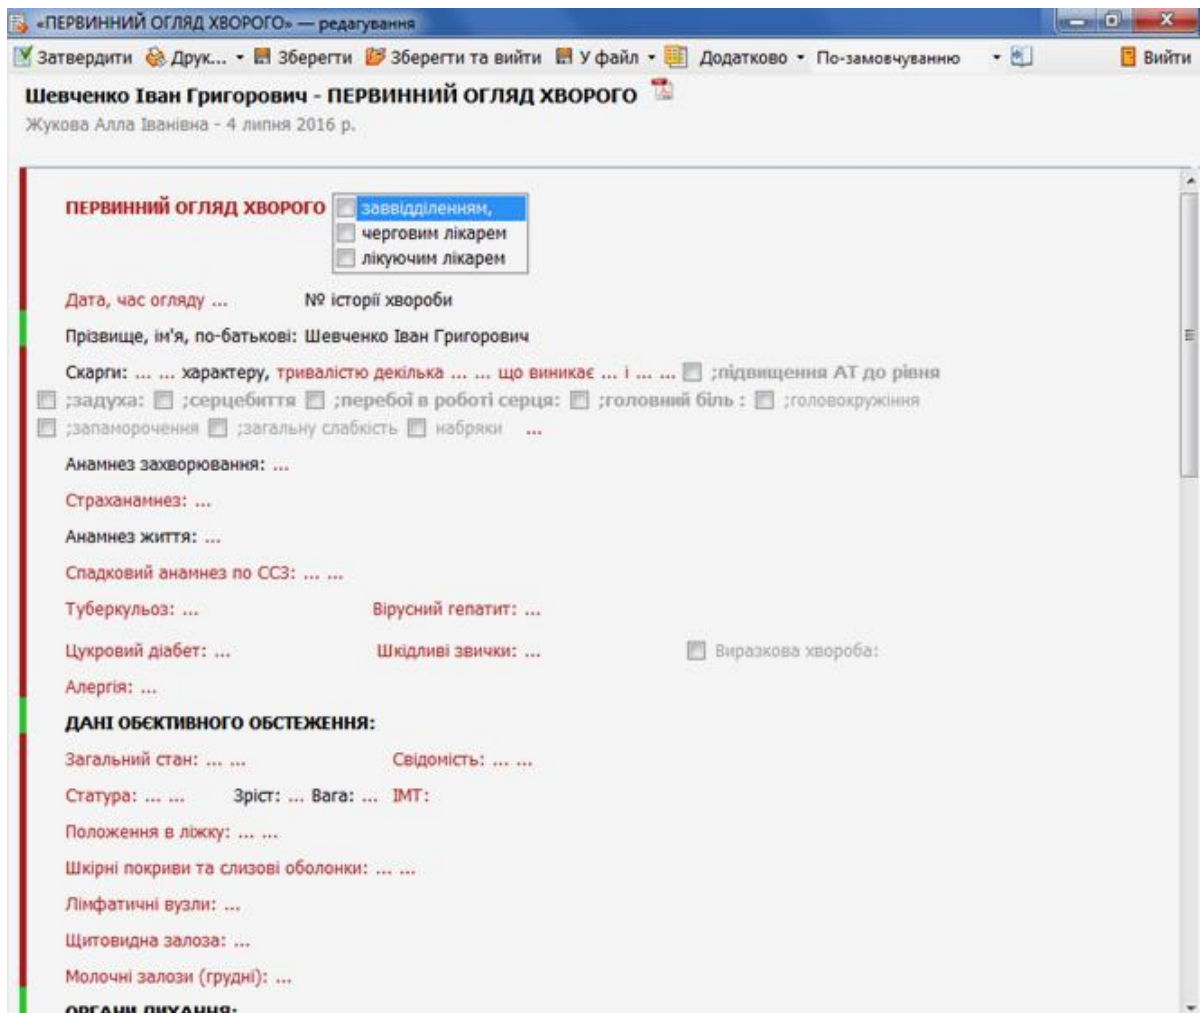 «ПЕРВИННИЙ ОГЛЯД ХВОРОГО» — редагування
Затвердити Друк... Зберегти Зберегти та вийти У файл Додатково По-замовчуванню Вийти
Шевченко Іван Григорович - ПЕРВИННИЙ ОГЛЯД ХВОРОГО
Жукова Алла Іванівна - 4 липня 2016 р.
ПЕРВИННИЙ ОГЛЯД ХВОРОГО заввідділенням,
черговим лікарем
лікуючим лікарем
Дата, час огляду ... № історії хвороби
Прізвище, ім'я, по-батькові: Шевченко Іван Григорович
Скарги: ... ... характеру, тривалістю декілька ... ... що виникає ... і ... ... ;підвищення АТ до рівня
;задуха: ;серцебиття ;перебої в роботі серця: ;головний біль : ;головокружіння
;запаморочення ;загальну слабкість набряки ...
Анамнез захворювання: ...
Страханамнез: ...
Анамнез життя: ...
Спадковий анамнез по ССЗ: ... ...
Туберкульоз: ... Вірусний гепатит: ...
Цукровий діабет: ... Шкідливі звички: ... Виразкова хвороба:
Алергія: ...
ДАНІ ОБЄКТИВНОГО ОБСТЕЖЕННЯ:
Загальний стан: ... ... Свідомість: ... ...
Статура: ... ... Зріст: ... Вага: ... ІМТ:
Положення в ліжку: ... ...
Шкірні покриви та слизові оболонки: ... ...
Лімфатичні вузли: ...
Щитовидна залоза: ...
Молочні залози (грудні): ...
ОРГАНИ ДИХАННЯ: